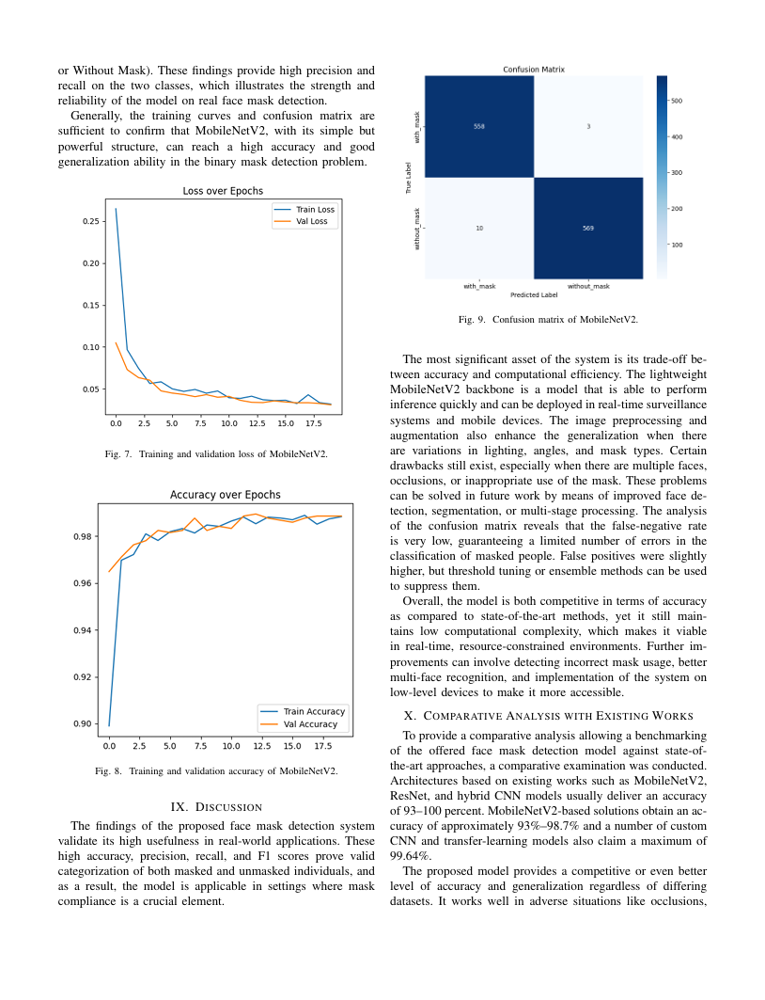 or Without Mask). These findings provide high precision and
recall on the two classes, which illustrates the strength and
reliability of the model on real face mask detection.
Generally, the training curves and confusion matrix are
sufficient to confirm that MobileNetV2, with its simple but
powerful structure, can reach a high accuracy and good
generalization ability in the binary mask detection problem.
Loss over Epochs
Train Loss
Val Loss
0.25
0.20
0.15
0.10
0.05
0.0 2.5 5.0 7.5 10.0 12.5 15.0 17.5
Fig. 7. Training and validation loss of MobileNetV2.
Accuracy over Epochs
0.98
0.96
0.94
0.92
0.90
Train Accuracy
Val Accuracy
0.0 2.5 5.0 7.5 10.0 12.5 15.0 17.5
Fig. 8. Training and validation accuracy of MobileNetV2.
IX. DISCUSSION
The findings of the proposed face mask detection system
validate its high usefulness in real-world applications. These
high accuracy, precision, recall, and F1 scores prove valid
categorization of both masked and unmasked individuals, and
as a result, the model is applicable in settings where mask
compliance is a crucial element.
Confusion Matrix
True Label
with_mask
without_mask
558 3
10 569
with_mask without_mask
Predicted Label
500
400
300
200
100
Fig. 9. Confusion matrix of MobileNetV2.
The most significant asset of the system is its trade-off be-
tween accuracy and computational efficiency. The lightweight
MobileNetV2 backbone is a model that is able to perform
inference quickly and can be deployed in real-time surveillance
systems and mobile devices. The image preprocessing and
augmentation also enhance the generalization when there
are variations in lighting, angles, and mask types. Certain
drawbacks still exist, especially when there are multiple faces,
occlusions, or inappropriate use of the mask. These problems
can be solved in future work by means of improved face de-
tection, segmentation, or multi-stage processing. The analysis
of the confusion matrix reveals that the false-negative rate
is very low, guaranteeing a limited number of errors in the
classification of masked people. False positives were slightly
higher, but threshold tuning or ensemble methods can be used
to suppress them.
Overall, the model is both competitive in terms of accuracy
as compared to state-of-the-art methods, yet it still main-
tains low computational complexity, which makes it viable
in real-time, resource-constrained environments. Further im-
provements can involve detecting incorrect mask usage, better
multi-face recognition, and implementation of the system on
low-level devices to make it more accessible.
X. COMPARATIVE ANALYSIS WITH EXISTING WORKS
To provide a comparative analysis allowing a benchmarking
of the offered face mask detection model against state-of-
the-art approaches, a comparative examination was conducted.
Architectures based on existing works such as MobileNetV2,
ResNet, and hybrid CNN models usually deliver an accuracy
of 93–100 percent. MobileNetV2-based solutions obtain an ac-
curacy of approximately 93%–98.7% and a number of custom
CNN and transfer-learning models also claim a maximum of
99.64%.
The proposed model provides a competitive or even better
level of accuracy and generalization regardless of differing
datasets. It works well in adverse situations like occlusions,